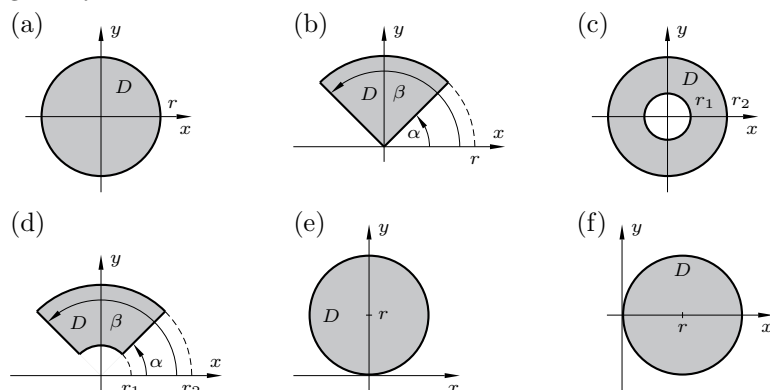 (a) (b) (c)
y y y
D D β D
r r₁ r₂
x α x x
r
(d) (e) (f)
y y y
D
D β D r
α x r x
r₁ r₂ x